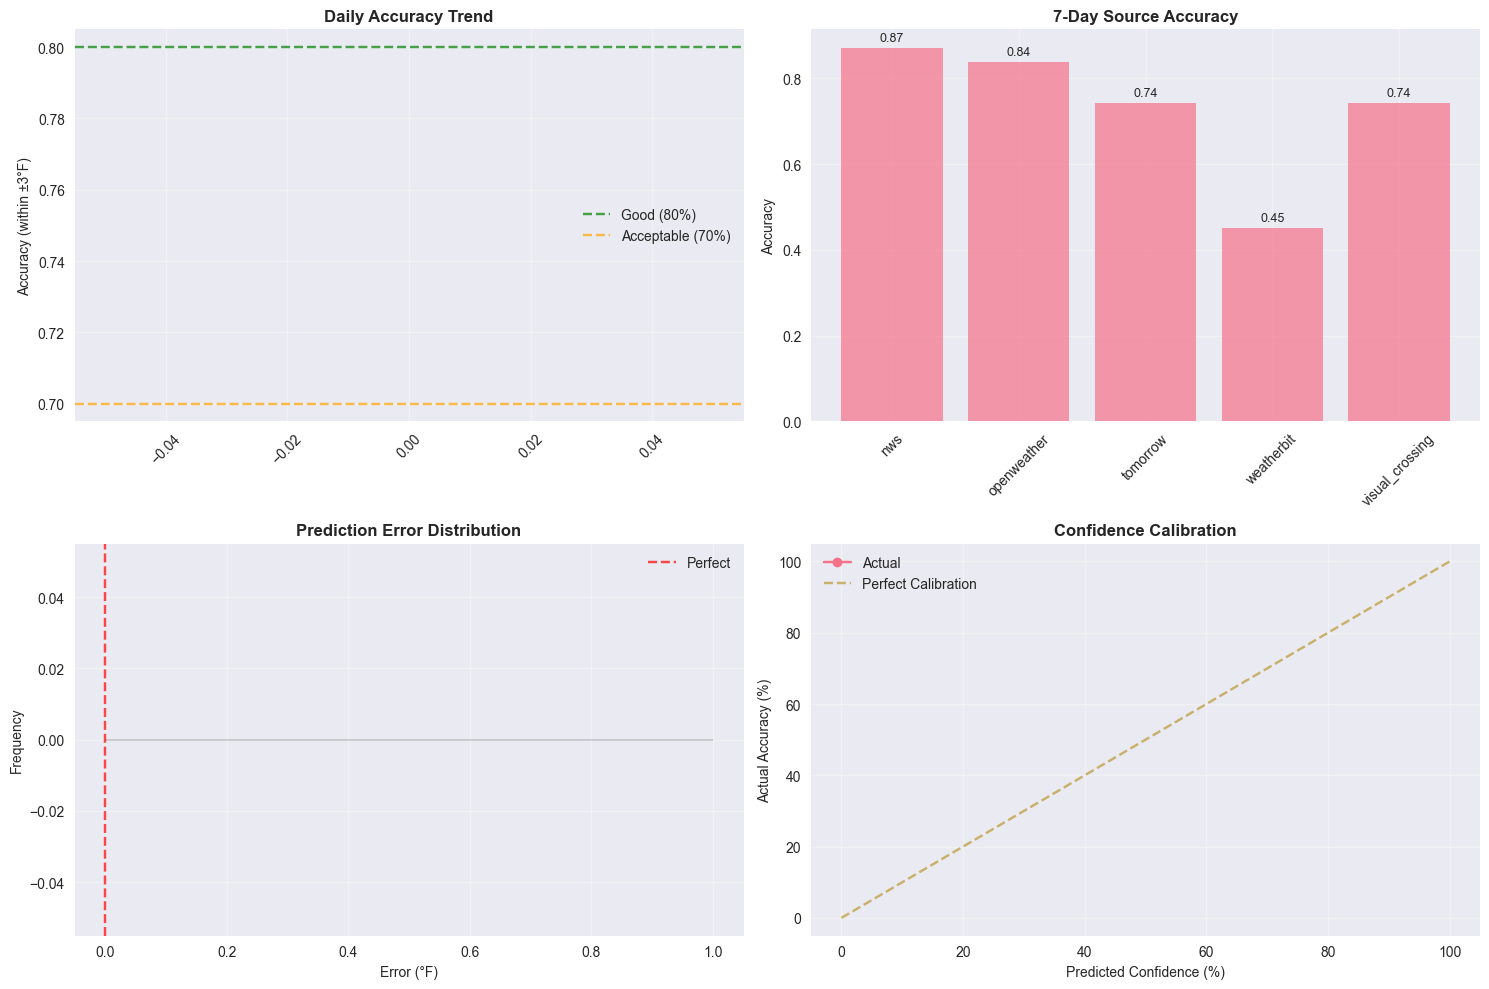 Daily Accuracy Trend
Accuracy (within ±3°F)
0.80
0.78
0.76
0.74
0.72
0.70
Good (80%)
Acceptable (70%)
−0.04
−0.02
0.00
0.02
0.04
7-Day Source Accuracy
Accuracy
0.8
0.6
0.4
0.2
0.0
0.87
0.84
0.74
0.45
0.74
nws
openweather
tomorrow
weatherbit
visual_crossing
Prediction Error Distribution
Frequency
0.04
0.02
0.00
−0.02
−0.04
Perfect
0.0
0.2
0.4
0.6
0.8
1.0
Error (°F)
Confidence Calibration
Actual Accuracy (%)
100
80
60
40
20
0
Actual
Perfect Calibration
0
20
40
60
80
100
Predicted Confidence (%)